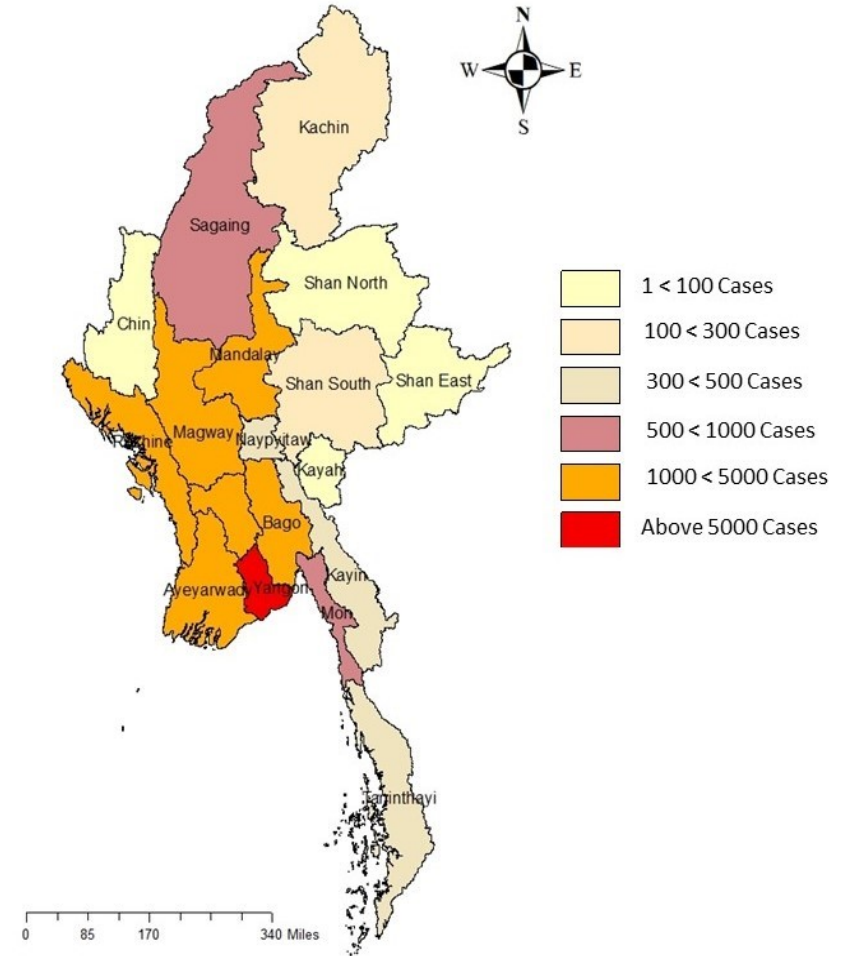 N
W E
S
Kachin
Sagaing
Shan North
1 < 100 Cases
Chin
100 < 300 Cases
Mandalay
Shan South
Shan East
300 < 500 Cases
Rakhine
Magway
Naypyitaw
500 < 1000 Cases
Kayah
1000 < 5000 Cases
Bago
Above 5000 Cases
Ayeyarwady
Yangon
Kayin
Mon
Taninthayi
0 85 170 340 Miles